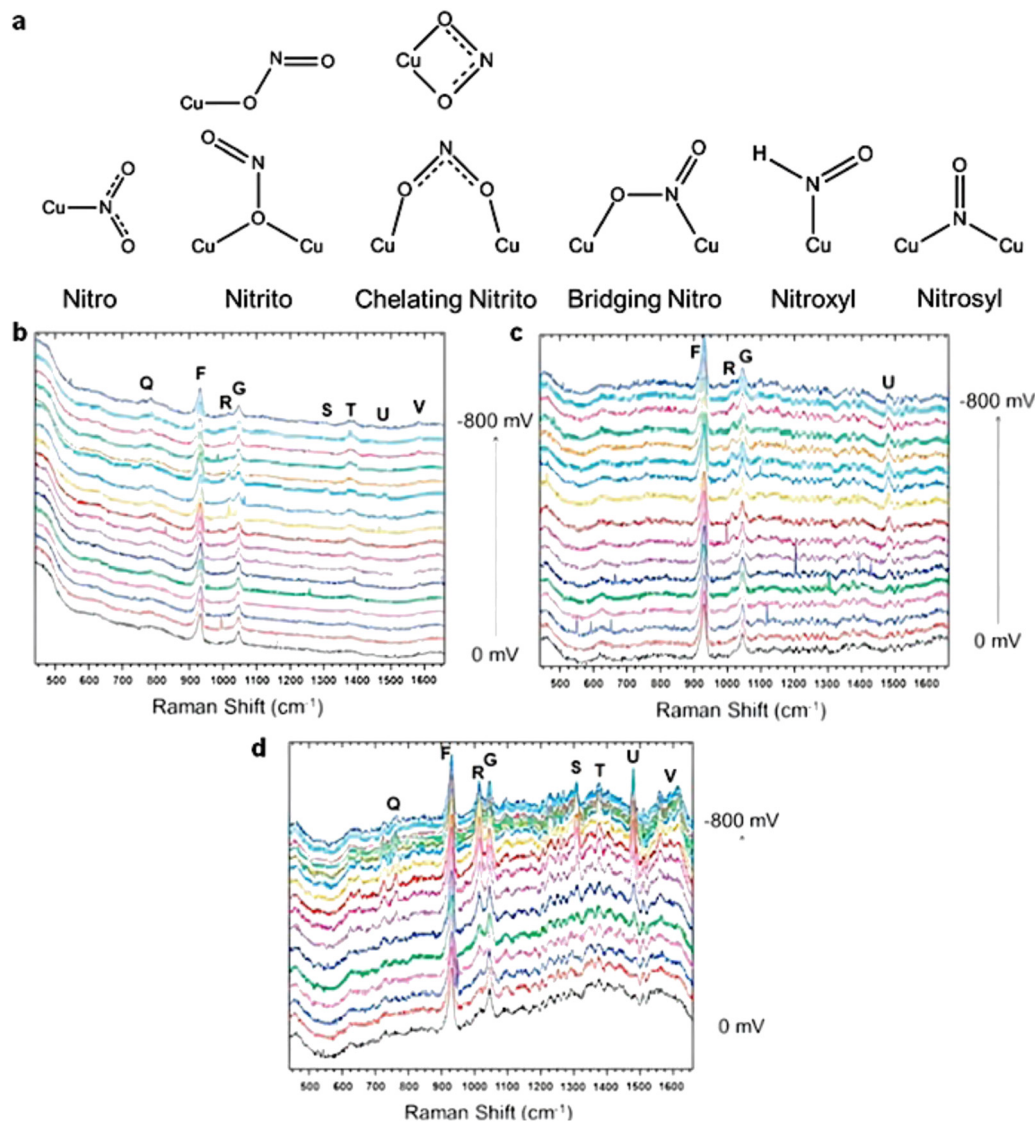 a
O
N O
Cu O
O
Cu N
O
O
N
O
Cu Cu
O
Cu N
O
N
O O
Cu Cu
O
O N
Cu Cu
H O
N
Cu
O
N
Cu Cu
Nitro Nitrito Chelating Nitrito Bridging Nitro Nitroxyl Nitrosyl
b
Q F R G S T U V
-800 mV
0 mV
500 600 700 800 900 1000 1100 1200 1300 1400 1500 1600
Raman Shift (cm-1)
c
F R G U
-800 mV
0 mV
500 600 700 800 900 1000 1100 1200 1300 1400 1500 1600
Raman Shift (cm-1)
d
Q F R G S T U V
-800 mV
0 mV
500 600 700 800 900 1000 1100 1200 1300 1400 1500 1600
Raman Shift (cm-1)